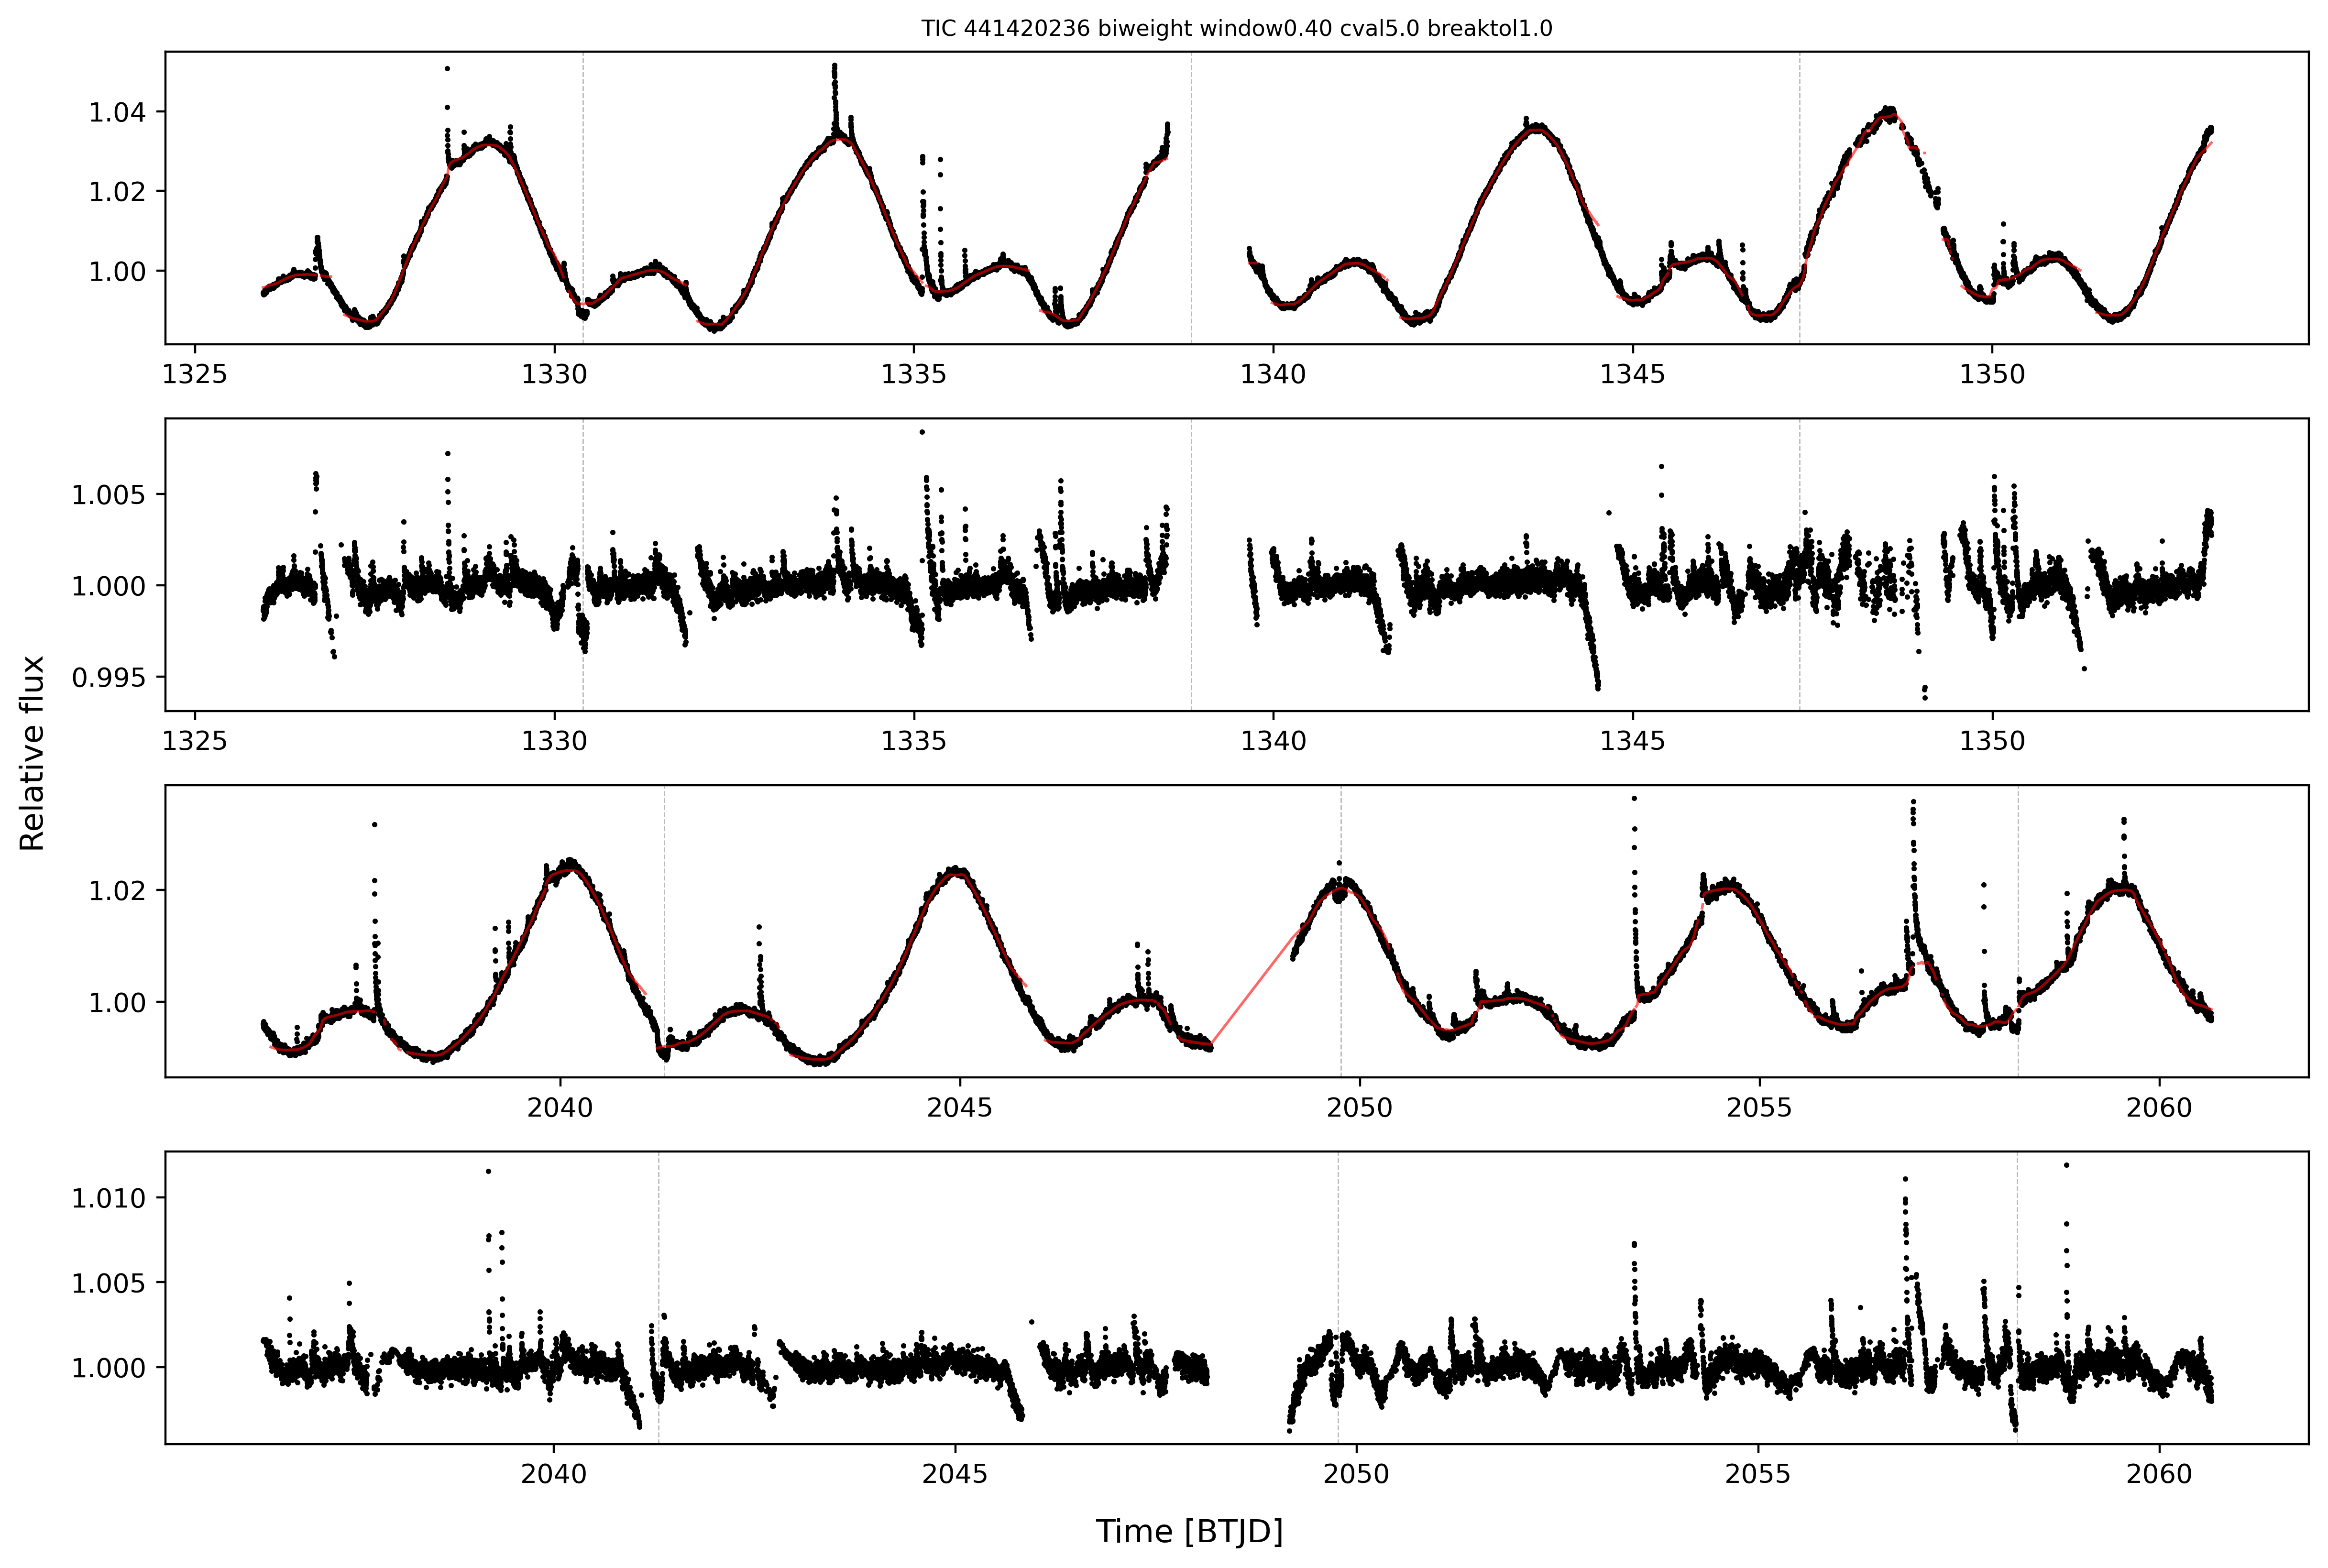 TIC 441420236 biweight window0.40 cval5.0 breaktol1.0
1.04
1.02
1.00
1325 1330 1335 1340 1345 1350
1.005
1.000
0.995
1325 1330 1335 1340 1345 1350
Relative flux
1.02
1.00
2040 2045 2050 2055 2060
1.010
1.005
1.000
2040 2045 2050 2055 2060
Time [BTJD]